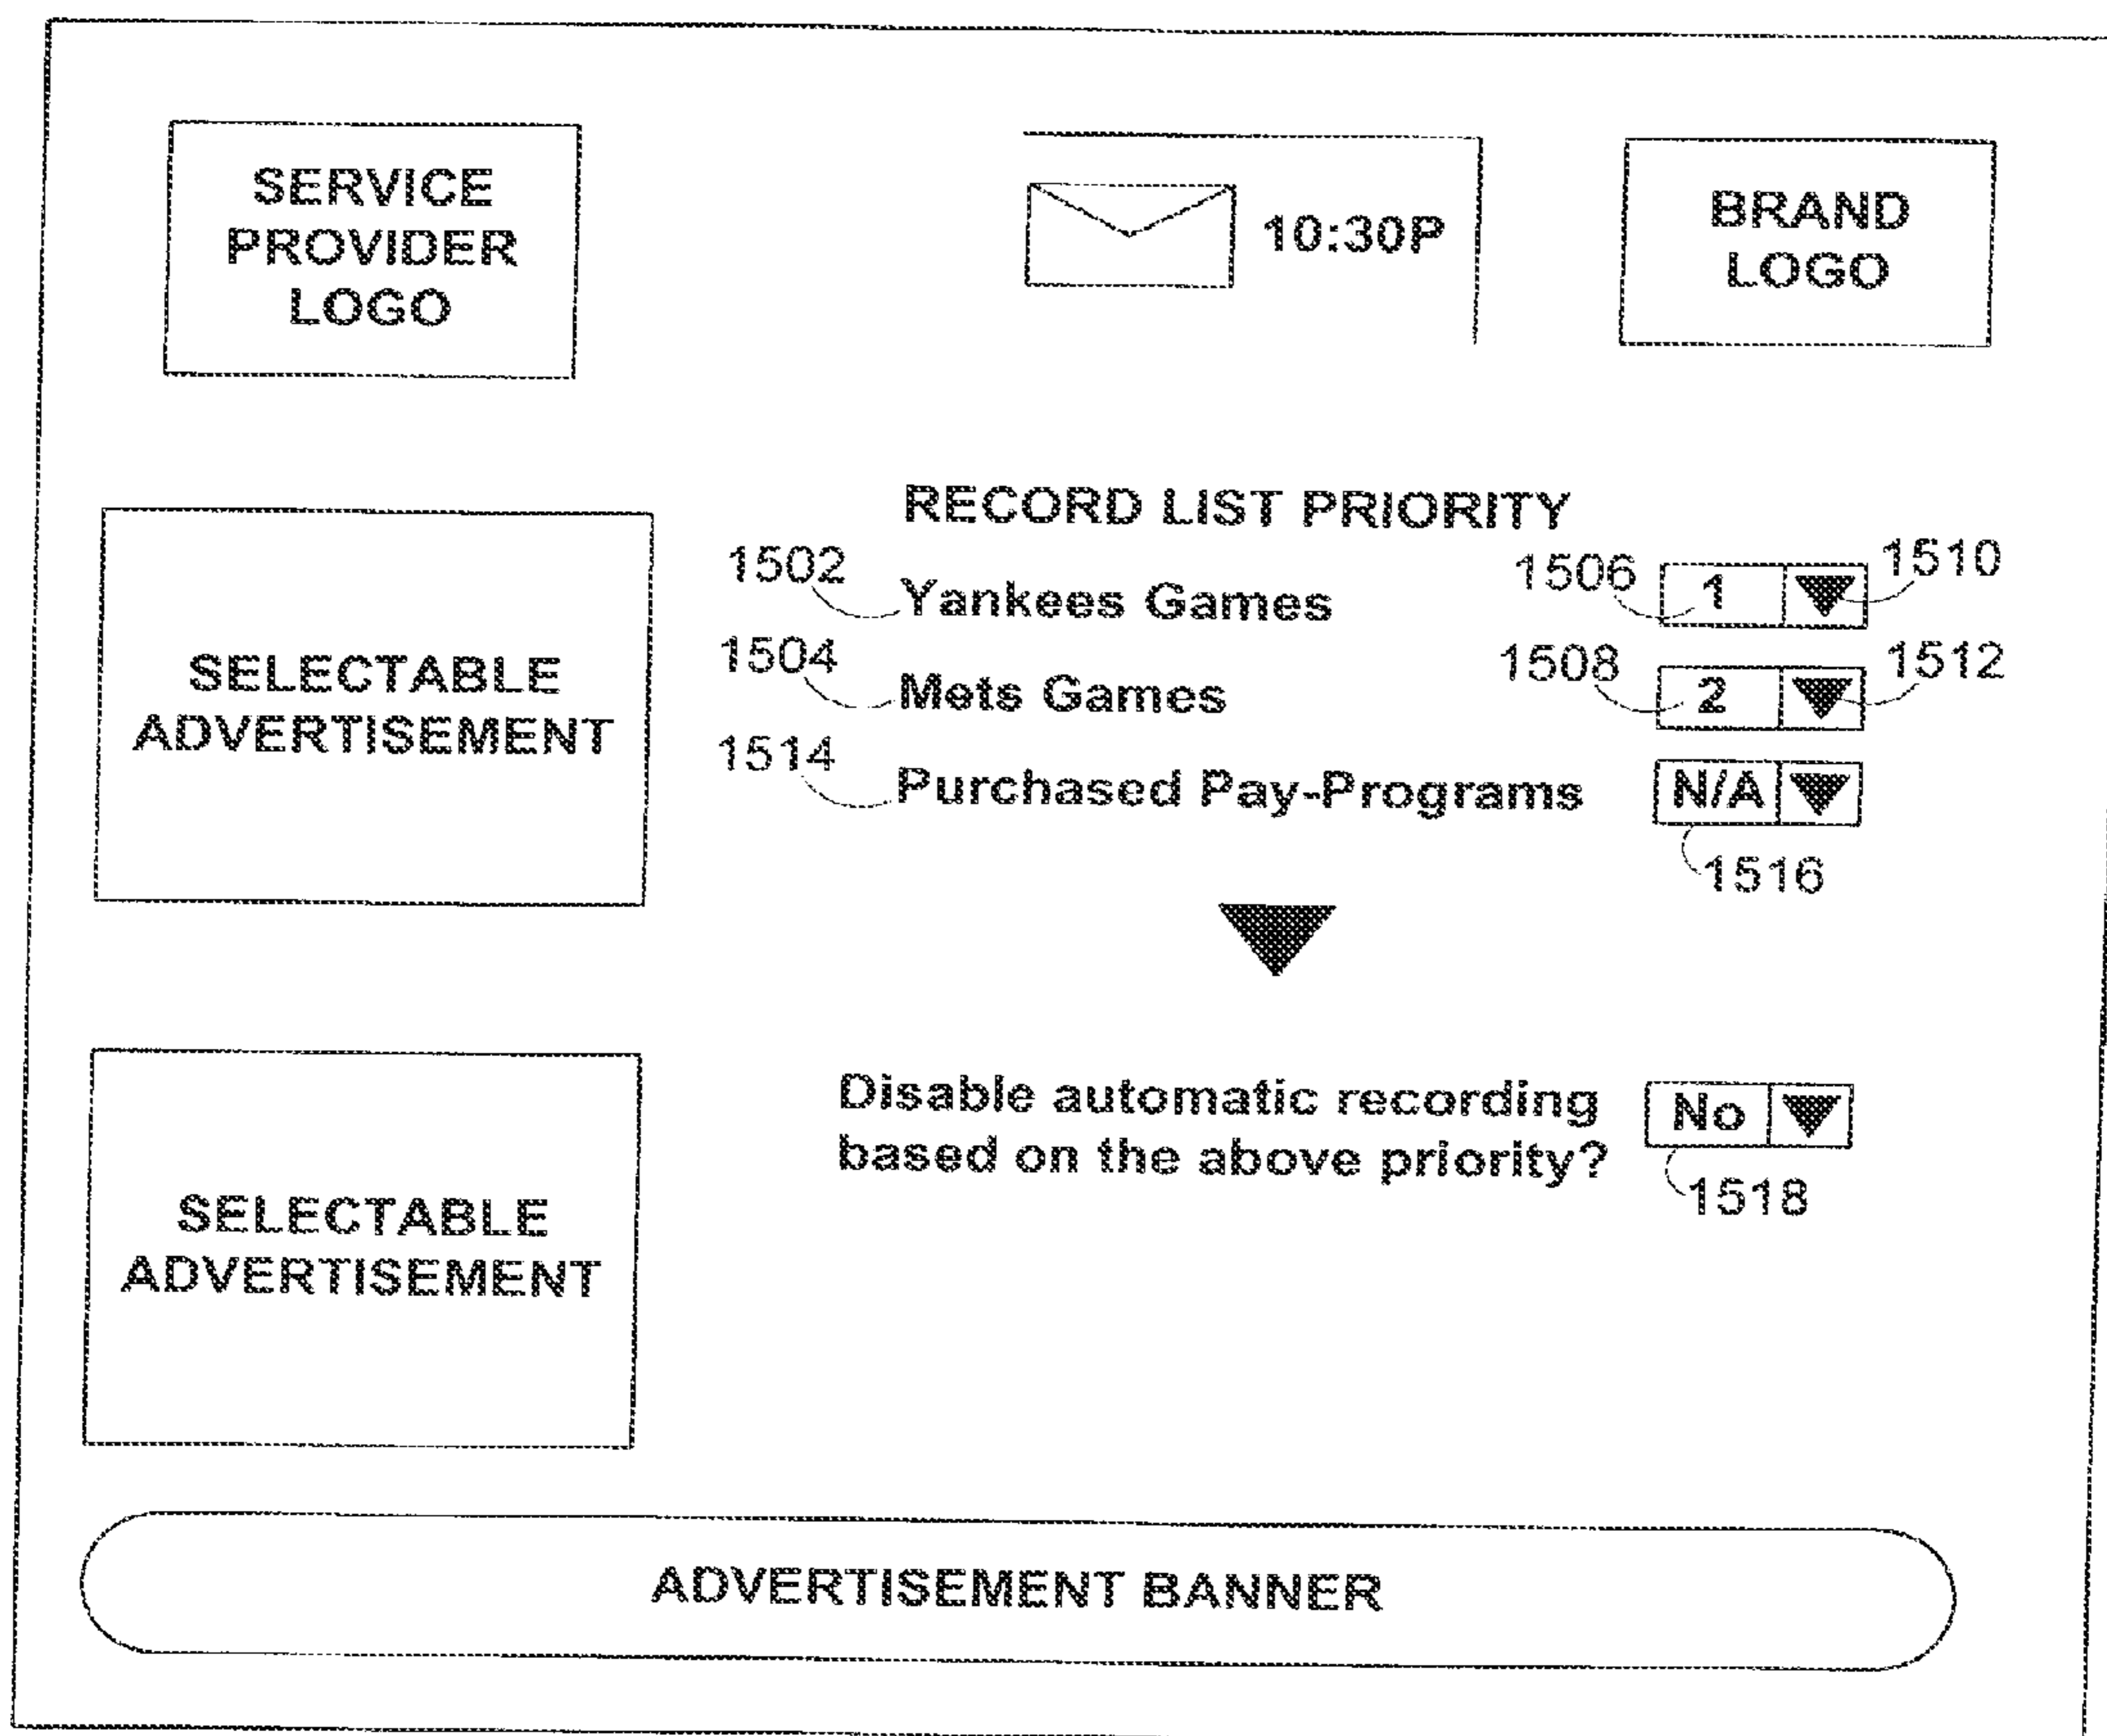 SERVICE
PROVIDER
LOGO
10:30P
BRAND
LOGO
RECORD LIST PRIORITY
1502
Yankees Games
1506
1
1510
1504
Mets Games
1508
2
1512
1514
Purchased Pay-Programs
N/A
1516
SELECTABLE
ADVERTISEMENT
Disable automatic recording
based on the above priority?
No
1518
SELECTABLE
ADVERTISEMENT
ADVERTISEMENT BANNER